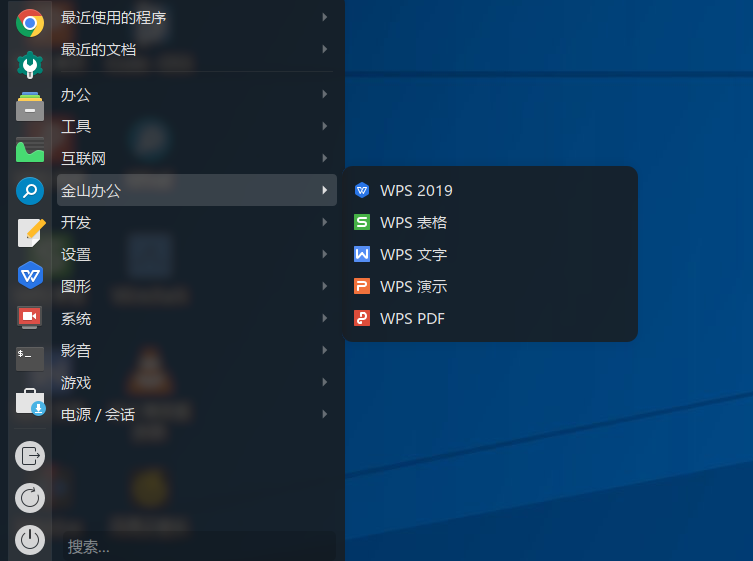 最近使用的程序
最近的文档
办公
工具
互联网
金山办公
开发
设置
图形
系统
影音
游戏
电源 / 会话
搜索...
WPS 2019
WPS 表格
WPS 文字
WPS 演示
WPS PDF